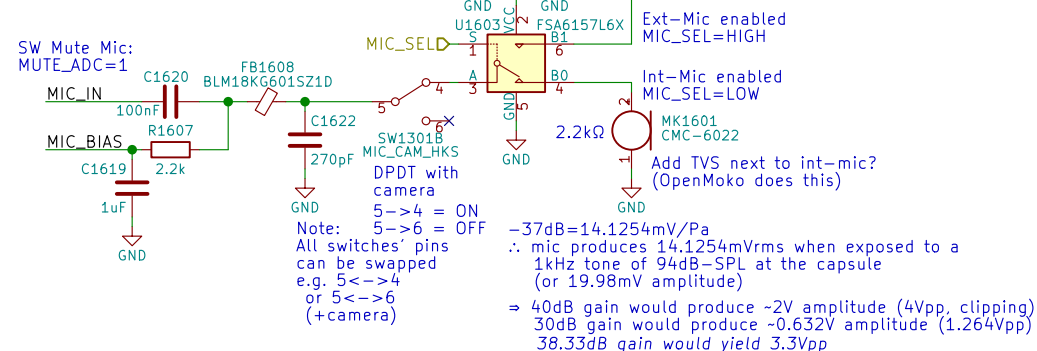 GND GND
VCC
2
U1603 FSA6157L6X
MIC_SEL S B1
1 6
Ext-Mic enabled
MIC_SEL=HIGH
SW Mute Mic:
MUTE_ADC=1
FB1608
BLM18KG601SZ1D
C1620
MIC_IN
100nF
5
4
A B0
3 4
Int-Mic enabled
MIC_SEL=LOW
GND
5
GND
2
2.2kΩ
MK1601
CMC-6022
1
GND
Add TVS next to int-mic?
(OpenMoko does this)
6
SW1301B
MIC_CAM_HKS
DPDT with
camera
5->4 = ON
5->6 = OFF
R1607
MIC_BIAS
2.2k
C1622
270pF
GND
C1619
1uF
GND
Note:
All switches' pins
can be swapped
e.g. 5<->4
or 5<->6
(+camera)
-37dB=14.1254mV/Pa
∴ mic produces 14.1254mVrms when exposed to a
1kHz tone of 94dB-SPL at the capsule
(or 19.98mV amplitude)
⇒ 40dB gain would produce ~2V amplitude (4Vpp, clipping)
30dB gain would produce ~0.632V amplitude (1.264Vpp)
38.33dB gain would yield 3.3Vpp